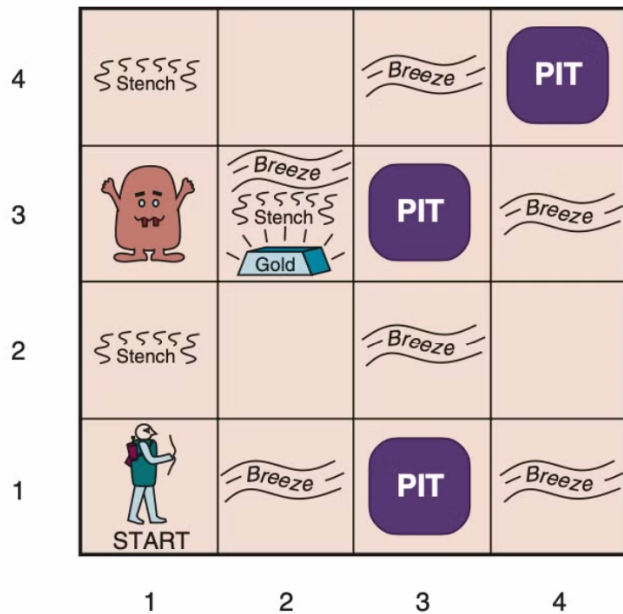 4
Stench
Breeze
PIT
3
Breeze
Stench
Gold
PIT
Breeze
2
Stench
Breeze
1
START
Breeze
PIT
Breeze
1 2 3 4